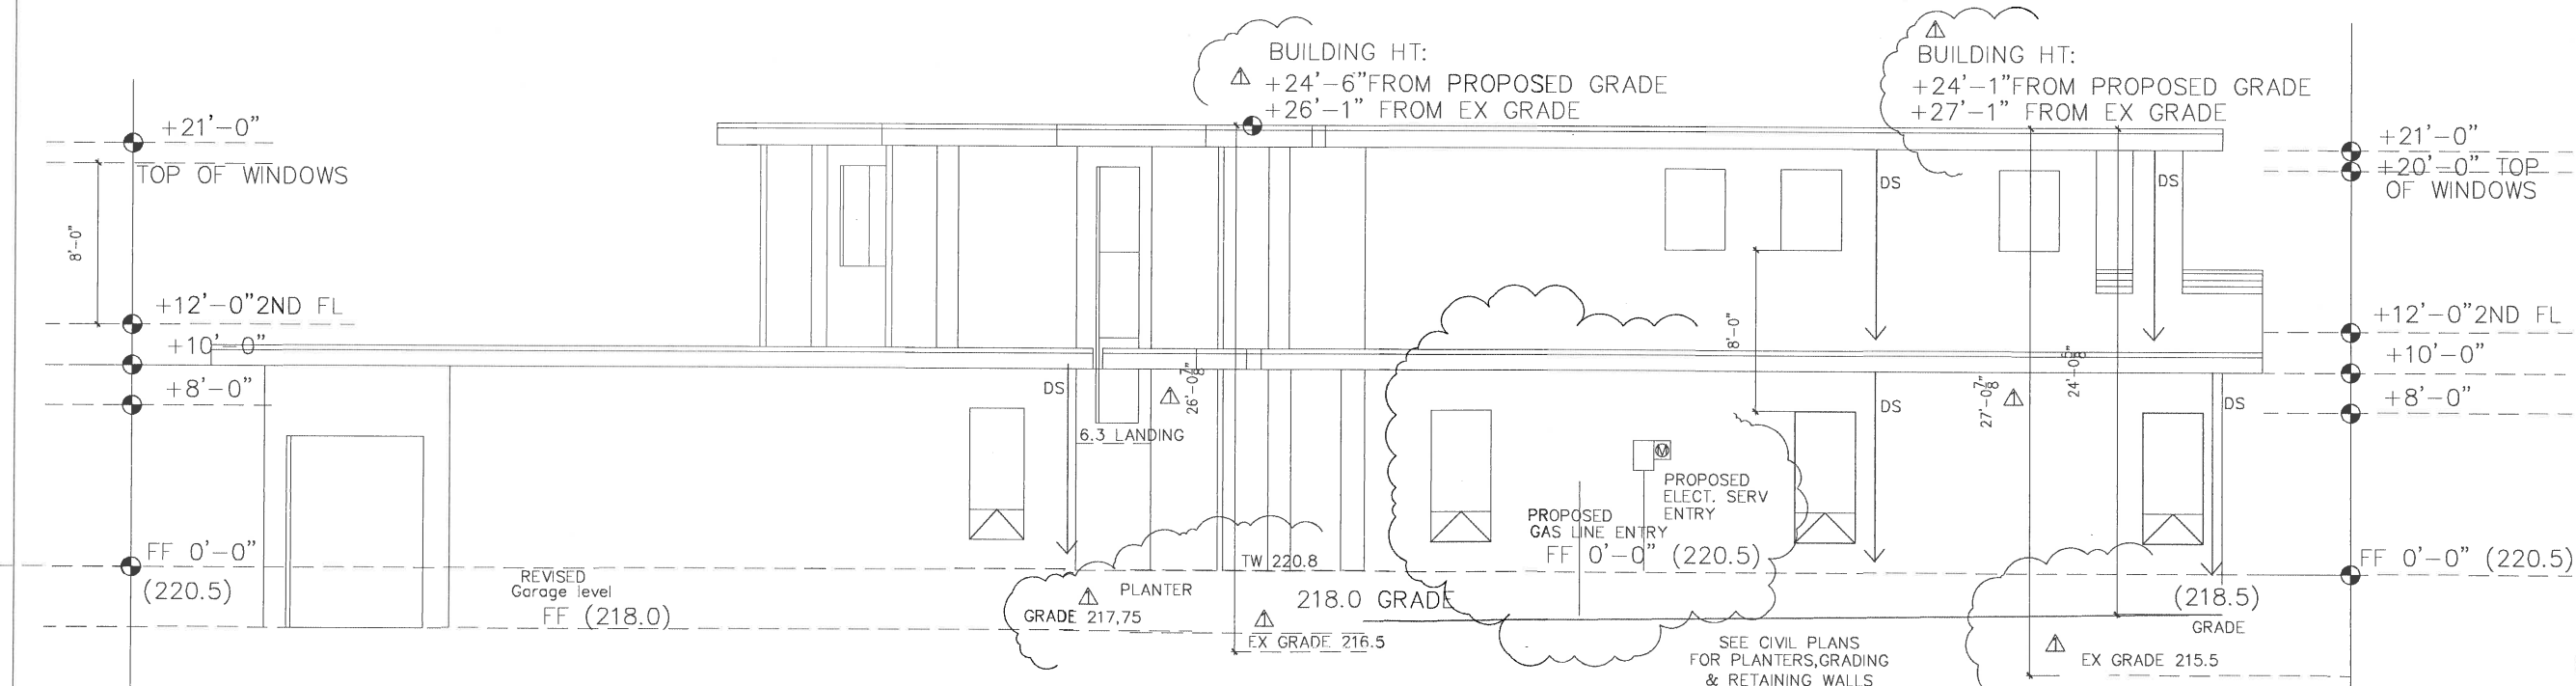 BUILDING HT:
+24'-6"FROM PROPOSED GRADE
+26'-1" FROM EX GRADE
BUILDING HT:
+24'-1"FROM PROPOSED GRADE
+27'-1" FROM EX GRADE
+21'-0"
TOP OF WINDOWS
8'-0"
+12'-0"2ND FL
+10'-0"
+8'-0"
FF 0'-0"
(220.5)
REVISED
Garage level
FF (218.0)
DS
6.3 LANDING
26'-0 7/8"
GRADE 217,75
PLANTER
TW 220.8
218.0 GRADE
EX GRADE 216.5
PROPOSED
GAS LINE ENTRY
FF 0'-0" (220.5)
M
PROPOSED
ELECT. SERV
ENTRY
8'-0"
DS
DS
DS
DS
27'-0 7/8"
24'-0 5/8"
SEE CIVIL PLANS
FOR PLANTERS,GRADING
& RETAINING WALLS
(218.5)
GRADE
EX GRADE 215.5
+21'-0"
+20'-0" TOP
OF WINDOWS
+12'-0"2ND FL
+10'-0"
+8'-0"
FF 0'-0" (220.5)